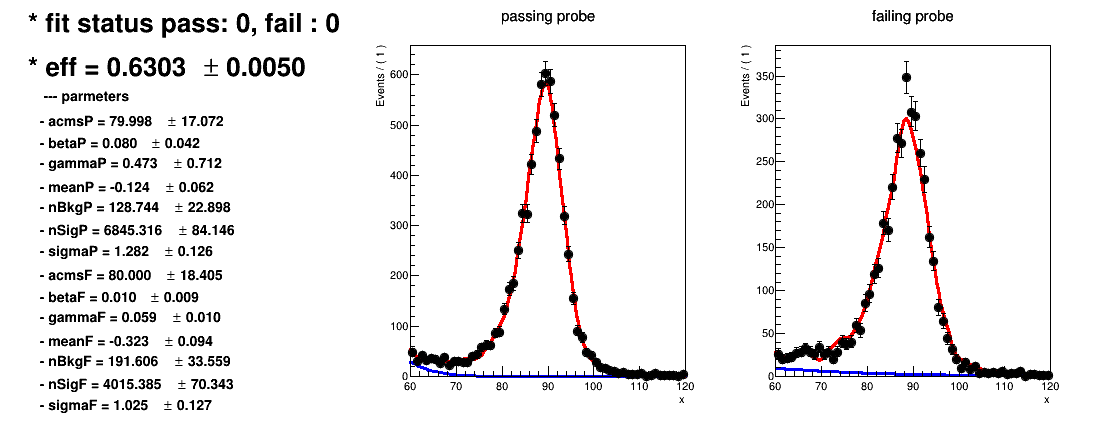 * fit status pass: 0, fail : 0
* eff = 0.6303 ± 0.0050
--- parmeters
- acmsP = 79.998 ± 17.072
- betaP = 0.080 ± 0.042
- gammaP = 0.473 ± 0.712
- meanP = -0.124 ± 0.062
- nBkgP = 128.744 ± 22.898
- nSigP = 6845.316 ± 84.146
- sigmaP = 1.282 ± 0.126
- acmsF = 80.000 ± 18.405
- betaF = 0.010 ± 0.009
- gammaF = 0.059 ± 0.010
- meanF = -0.323 ± 0.094
- nBkgF = 191.606 ± 33.559
- nSigF = 4015.385 ± 70.343
- sigmaF = 1.025 ± 0.127
passing probe
Events / ( 1 )
600
500
400
300
200
100
0
60 70 80 90 100 110 120
x
failing probe
Events / ( 1 )
350
300
250
200
150
100
50
0
60 70 80 90 100 110 120
x